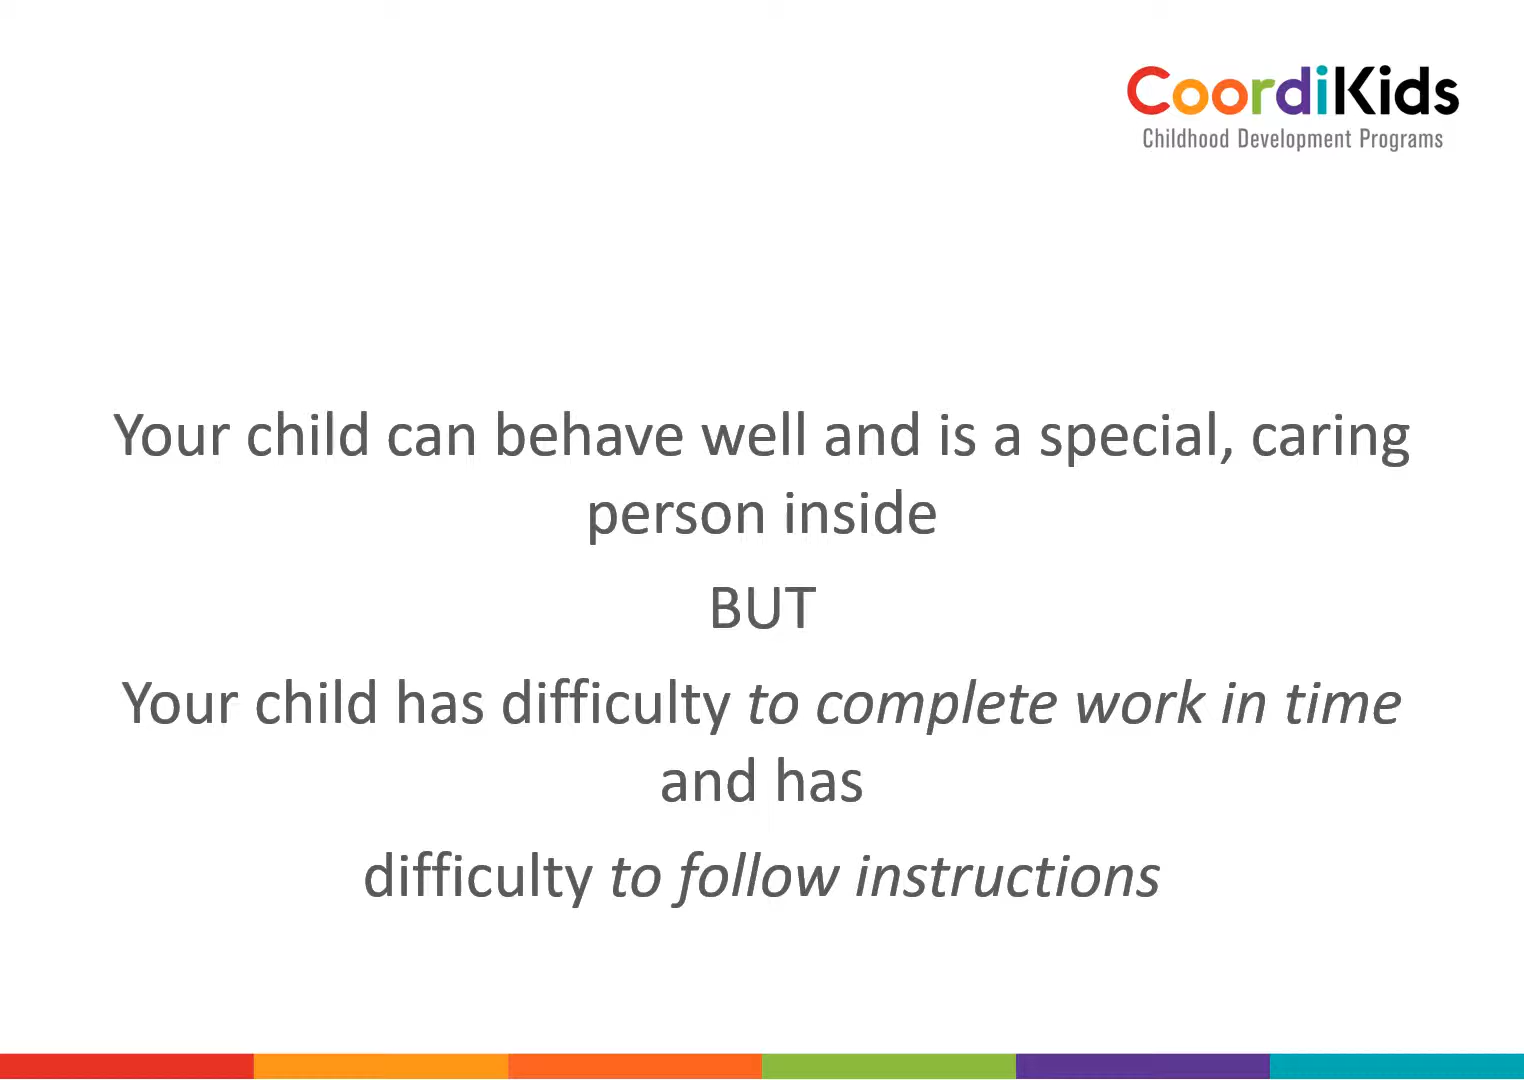 CoordiKids
Childhood Development Programs
Your child can behave well and is a special, caring
person inside
BUT
Your child has difficulty to complete work in time
and has
difficulty to follow instructions